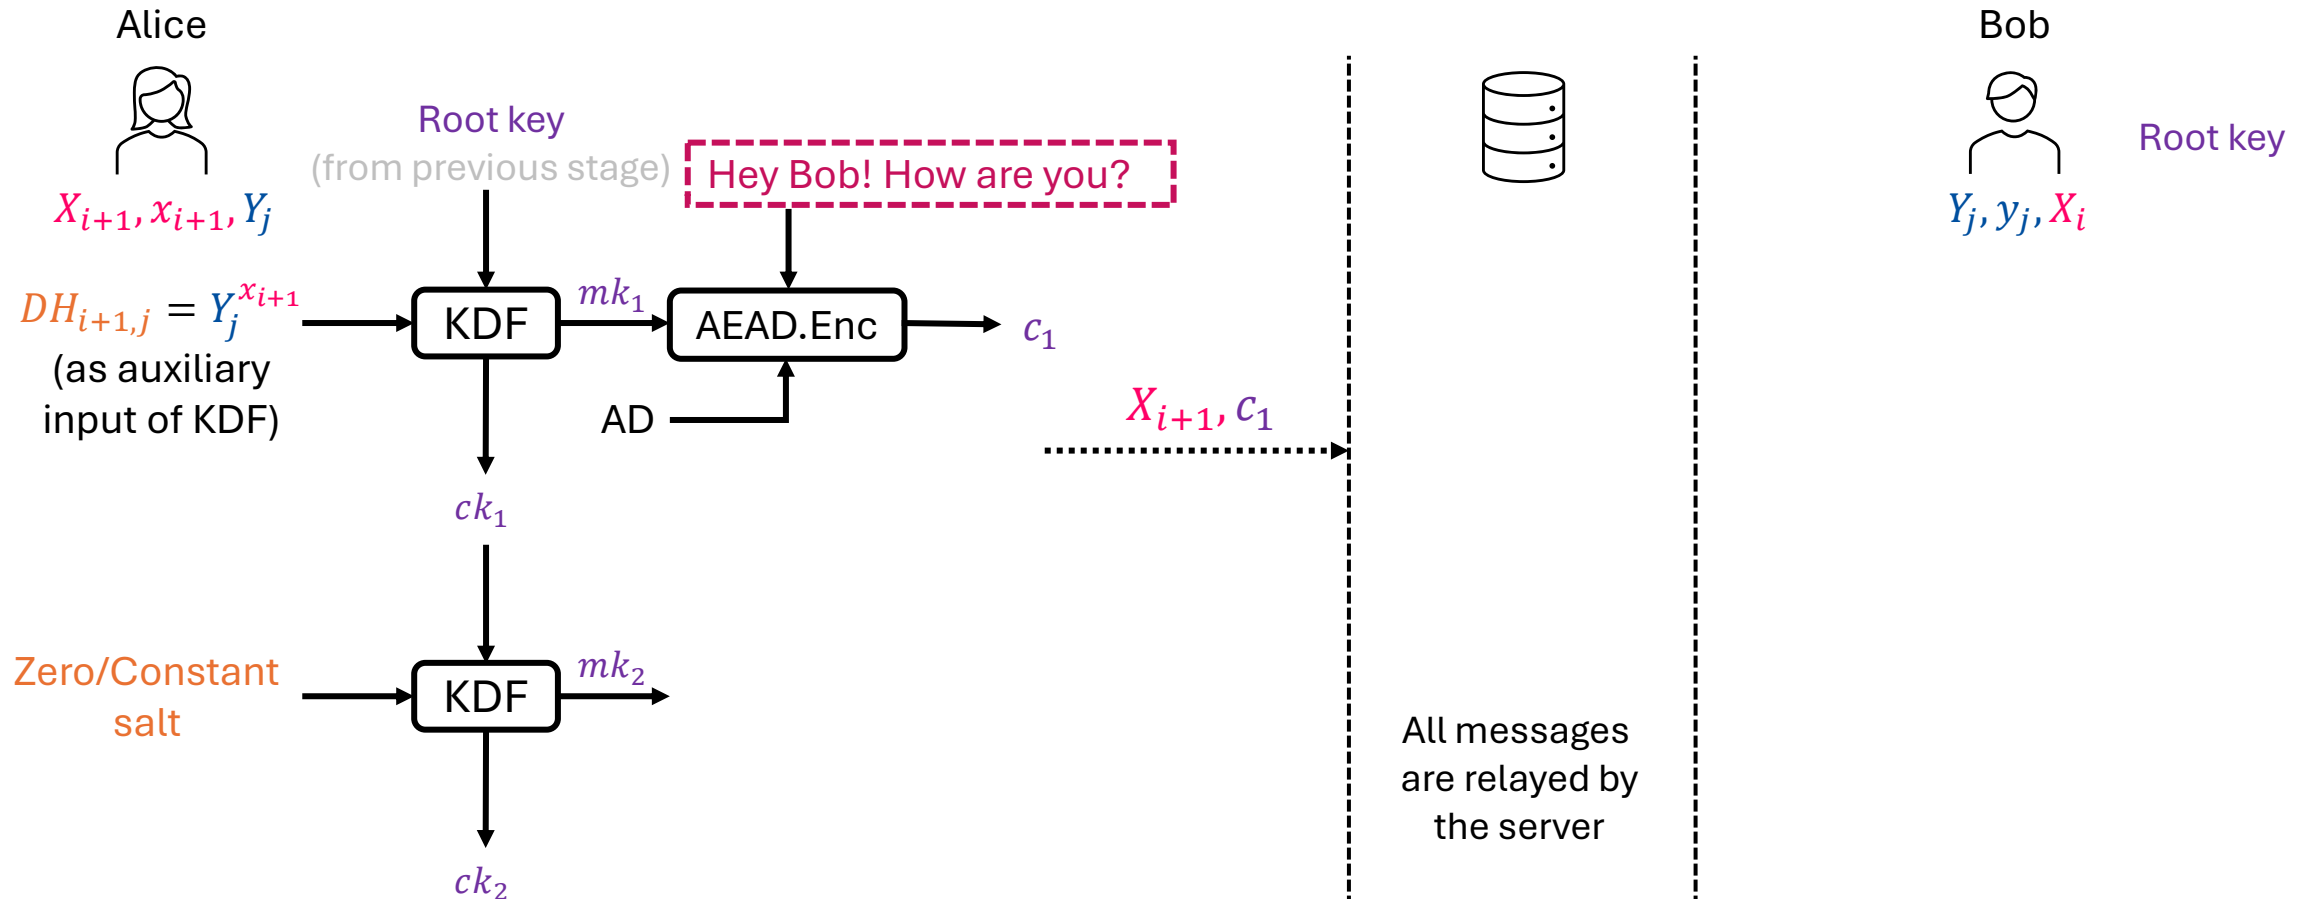 Alice
Bob
Root key
(from previous stage)
Hey Bob! How are you?
Root key
X_{i+1}, x_{i+1}, Y_j
Y_j, y_j, X_i
DH_{i+1,j} = Y_j^{x_{i+1}}
(as auxiliary
input of KDF)
KDF
mk_1
AEAD.Enc
c_1
AD
X_{i+1}, c_1
ck_1
Zero/Constant
salt
KDF
mk_2
ck_2
All messages
are relayed by
the server